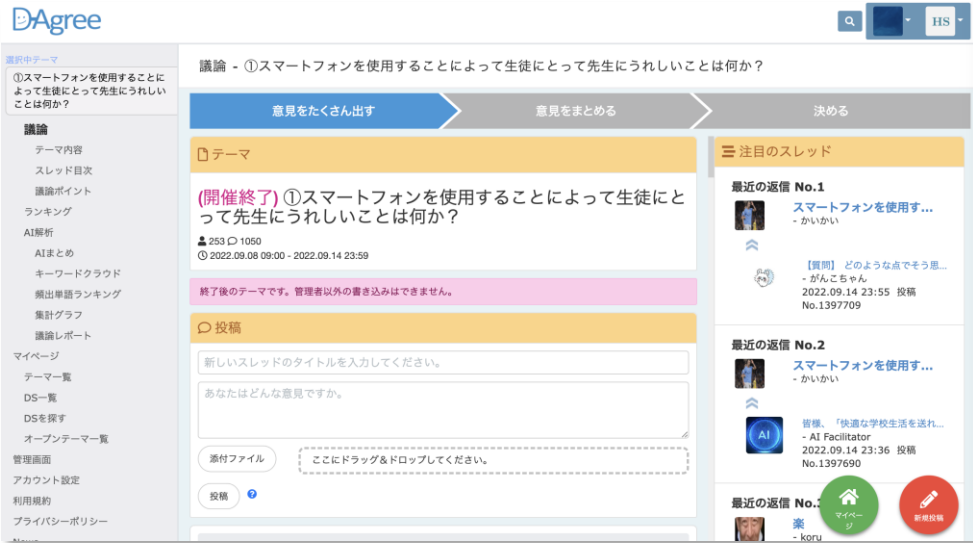 D-Agree
HS
選択中テーマ
①スマートフォンを使用することに
よって生徒にとって先生にうれしい
ことは何か？
議論
テーマ内容
スレッド目次
議論ポイント
ランキング
AI解析
AIまとめ
キーワードクラウド
頻出単語ランキング
集計グラフ
議論レポート
マイページ
テーマ一覧
DS一覧
DSを探す
オープンテーマ一覧
管理画面
アカウント設定
利用規約
プライバシーポリシー
News
議論 - ①スマートフォンを使用することによって生徒にとって先生にうれしいことは何か？
意見をたくさん出す
意見をまとめる
決める
テーマ
(開催終了) ①スマートフォンを使用することによって生徒にと
って先生にうれしいことは何か？
253 1050
2022.09.08 09:00 - 2022.09.14 23:59
終了後のテーマです。管理者以外の書き込みはできません。
投稿
新しいスレッドのタイトルを入力してください。
あなたはどんな意見ですか。
添付ファイル
ここにドラッグ＆ドロップしてください。
投稿
注目のスレッド
最近の返信 No.1
スマートフォンを使用す...
- かいかい
【質問】 どのような点でそう思...
- がんこちゃん
2022.09.14 23:55 投稿
No.1397709
最近の返信 No.2
スマートフォンを使用す...
- かいかい
AI
皆様、「快適な学校生活を送れ...
- AI Facilitator
2022.09.14 23:36 投稿
No.1397690
最近の返信 No.
楽
- koru
マイペー
ジ
新規投稿